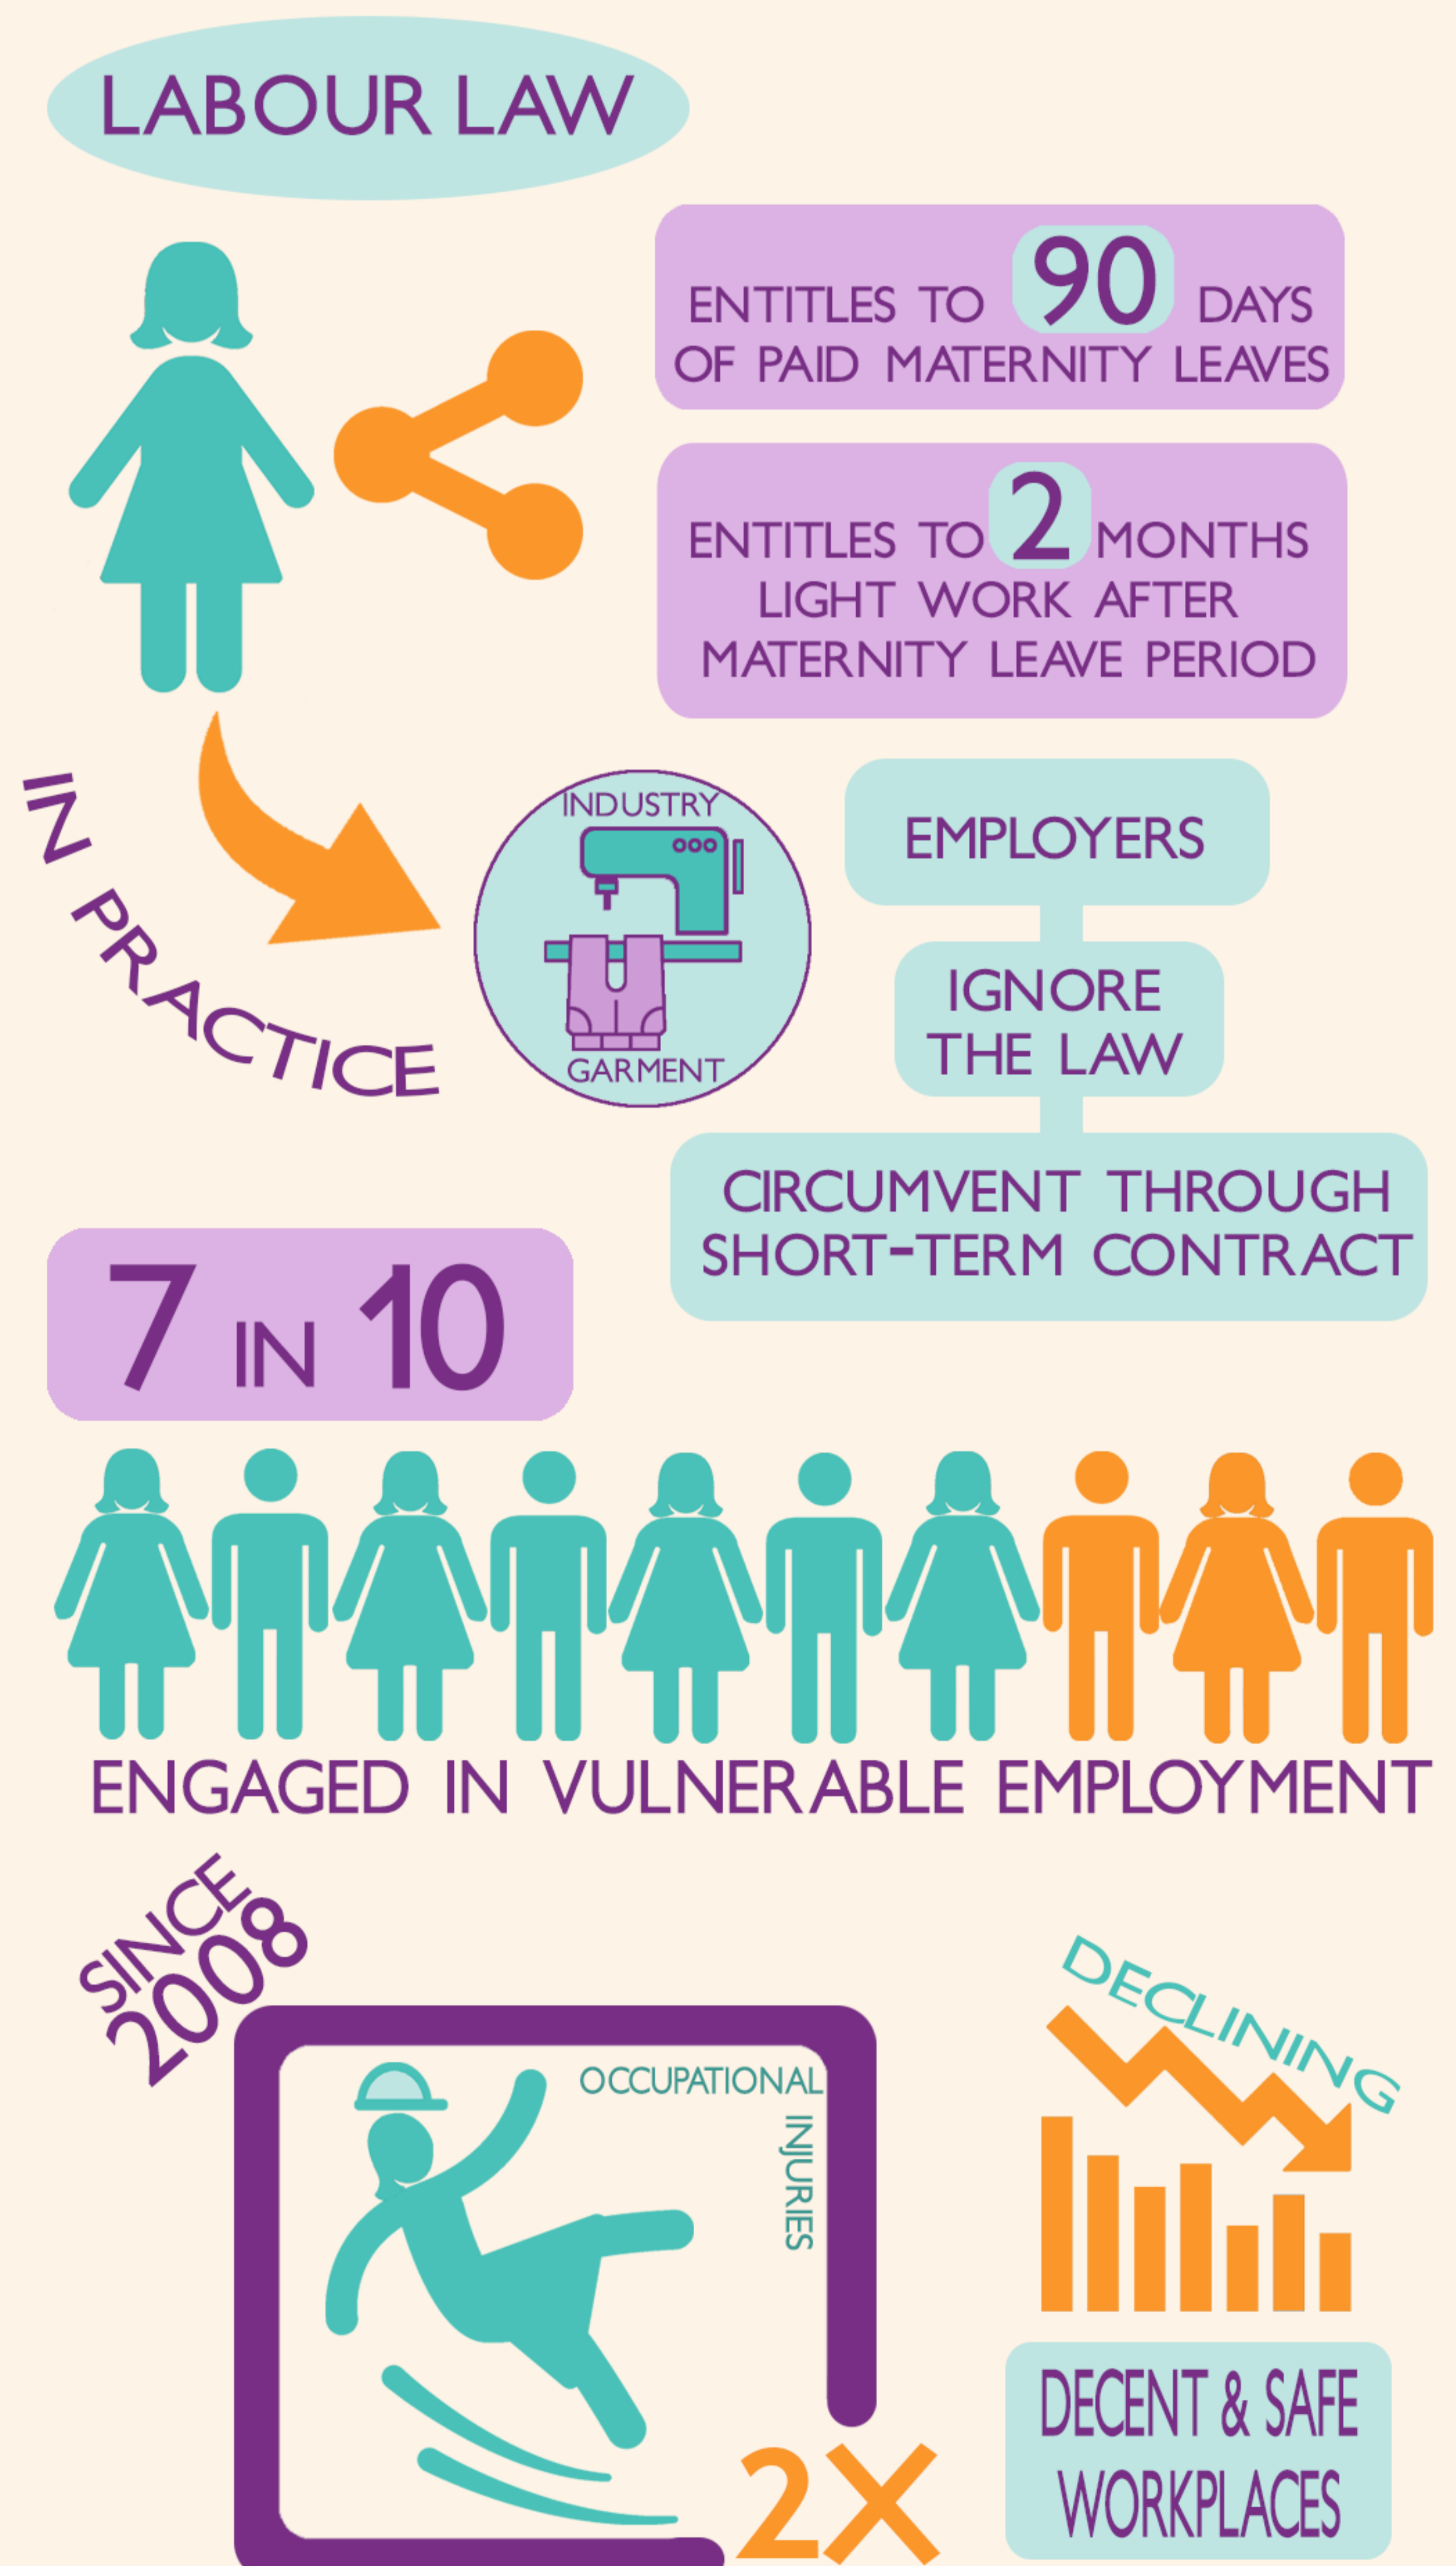 LABOUR LAW
ENTITLES TO 90 DAYS
OF PAID MATERNITY LEAVES
ENTITLES TO 2 MONTHS
LIGHT WORK AFTER
MATERNITY LEAVE PERIOD
IN PRACTICE
INDUSTRY
GARMENT
EMPLOYERS
IGNORE
THE LAW
CIRCUMVENT THROUGH
SHORT-TERM CONTRACT
7 IN 10
ENGAGED IN VULNERABLE EMPLOYMENT
SINCE
2008
OCCUPATIONAL
INJURIES
2X
DECLINING
DECENT & SAFE
WORKPLACES